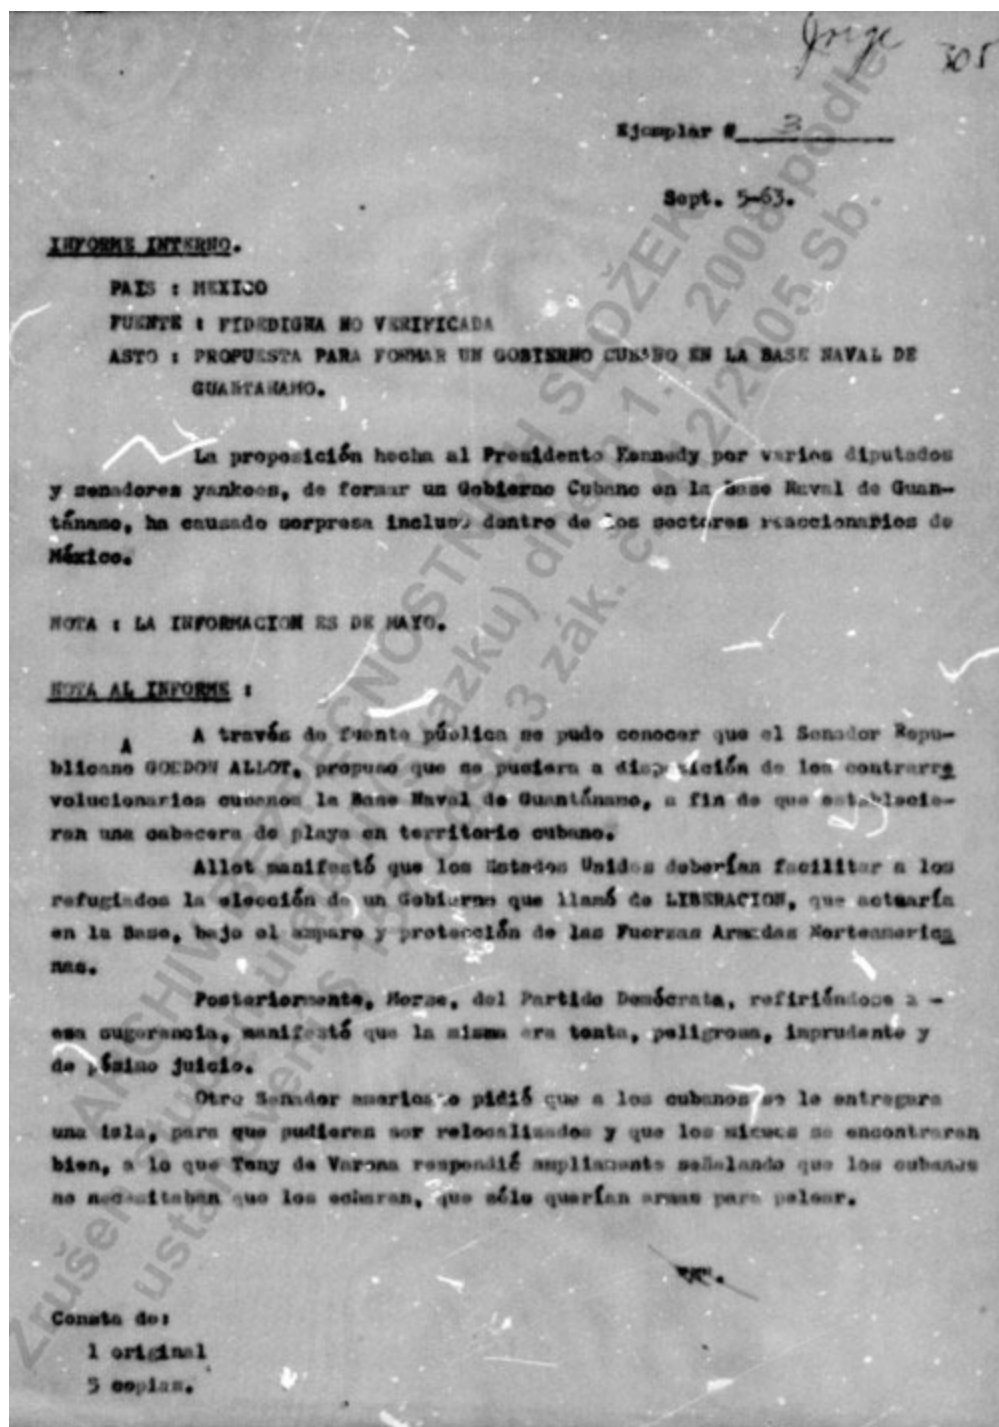 Jorge 305
Ejemplar # 3
Sept. 5-63.
INFORME INTERNO.
PAIS : MEXICO
FUENTE : FIDEDIGNA NO VERIFICADA
ASTO : PROPUESTA PARA FORMAR UN GOBIERNO CUBANO EN LA BASE NAVAL DE
GUANTANAMO.
La proposición hecha al Presidente Kennedy por varios diputados
y senadores yankees, de formar un Gobierno Cubano en la Base Naval de Guan-
tánamo, ha causado sorpresa incluso dentro de los sectores reaccionarios de
México.
NOTA : LA INFORMACION ES DE MAYO.
NOTA AL INFORME :
A través de fuente pública se pudo conocer que el Senador Repu-
A
blicano GORDON ALLOT, propuso que se pusiera a disposición de los contrarre
volucionarios cubanos la Base Naval de Guantánamo, a fin de que establecie-
ran una cabecera de playa en territorio cubano.
Allot manifestó que los Estados Unidos deberían facilitar a los
refugiados la elección de un Gobierno que llamó de LIBERACION, que actuaría
en la Base, bajo el amparo y protección de las Fuerzas Armadas Norteamerica
nas.
Posteriormente, Morse, del Partido Demócrata, refiriéndose a -
esa sugerencia, manifestó que la misma era tonta, peligrosa, inprudente y
de pésimo juicio.
Otro Senador americano pidió que a los cubanos se le entregara
una isla, para que pudieran ser relocalizados y que los mismos se encontraran
bien, a lo que Tony de Varona respondió ampliamente señalando que los cubanos
no necesitaban que los echaran, que sólo querían armas para pelear.
Consta de:
1 original
5 copias.